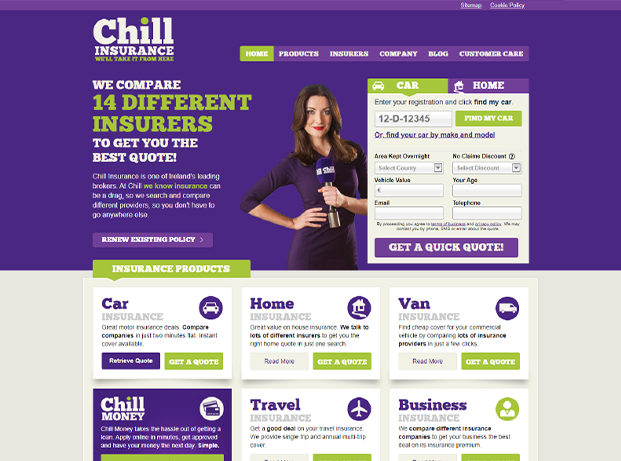 Sitemap Cookie Policy
Chill
INSURANCE
WE'LL TAKE IT FROM HERE
HOME PRODUCTS INSURERS COMPANY BLOG CUSTOMER CARE
WE COMPARE
14 DIFFERENT
INSURERS
TO GET YOU THE
BEST QUOTE!
Chill Insurance is one of Ireland's leading
brokers. At Chill we know insurance can
be a drag, so we search and compare
different providers, so you don't have to
go anywhere else.
RENEW EXISTING POLICY >
Chill
CAR HOME
Enter your registration and click find my car.
12-D-12345 FIND MY CAR
Or, find your car by make and model
Area Kept Overnight No Claims Discount ?
Select County Select Discount
Vehicle Value Your Age
€
Email Telephone
By proceeding you agree to terms of business and privacy policy. We may
contact you by phone, SMS or email about the quote.
GET A QUICK QUOTE!
INSURANCE PRODUCTS
Car
INSURANCE
Great motor insurance deals. Compare
companies in just two minutes flat. Instant
cover available.
Retrieve Quote GET A QUOTE
Home
INSURANCE
Great value on house insurance. We talk to
lots of different insurers to get you the
right home quote in just one search.
Read More GET A QUOTE
Van
INSURANCE
Find cheap cover for your commercial
vehicle by comparing lots of insurance
providers in just a few clicks.
Read More GET A QUOTE
Chill
MONEY
Chill Money takes the hassle out of getting a
loan. Apply online in minutes, get approved
and have your money the next day. Simple.
Travel
INSURANCE
Get a good deal on your travel insurance.
We provide single trip and annual multi-trip
cover.
Business
INSURANCE
We compare different insurance
companies to get your business the best
deal on its insurance premium.